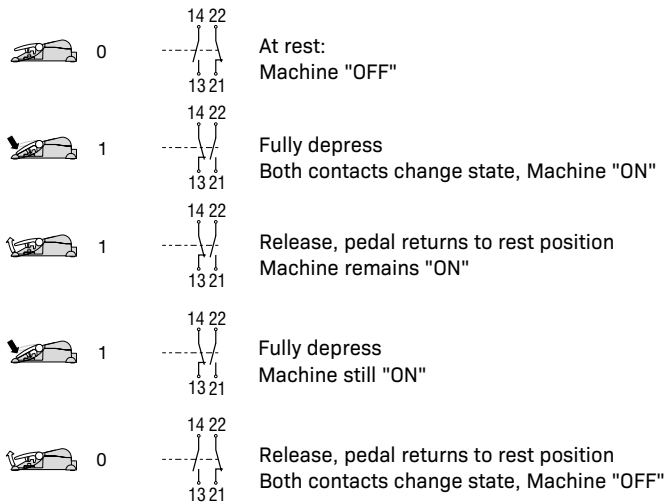 14 22
0
At rest:
Machine "OFF"
13 21
14 22
1
Fully depress
Both contacts change state, Machine "ON"
13 21
14 22
1
Release, pedal returns to rest position
Machine remains "ON"
13 21
14 22
1
Fully depress
Machine still "ON"
13 21
14 22
0
Release, pedal returns to rest position
Both contacts change state, Machine "OFF"
13 21